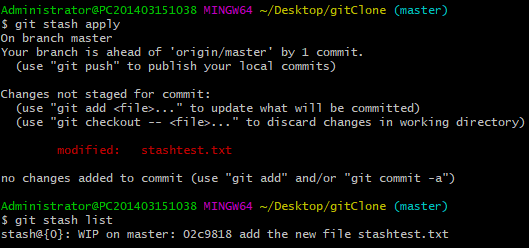 Administrator@PC201403151038 MINGW64 ~/Desktop/gitClone (master)
$ git stash apply
On branch master
Your branch is ahead of 'origin/master' by 1 commit.
  (use "git push" to publish your local commits)

Changes not staged for commit:
  (use "git add <file>..." to update what will be committed)
  (use "git checkout -- <file>..." to discard changes in working directory)

        modified:   stashtest.txt

no changes added to commit (use "git add" and/or "git commit -a")

Administrator@PC201403151038 MINGW64 ~/Desktop/gitClone (master)
$ git stash list
stash@{0}: WIP on master: 02c9818 add the new file stashtest.txt